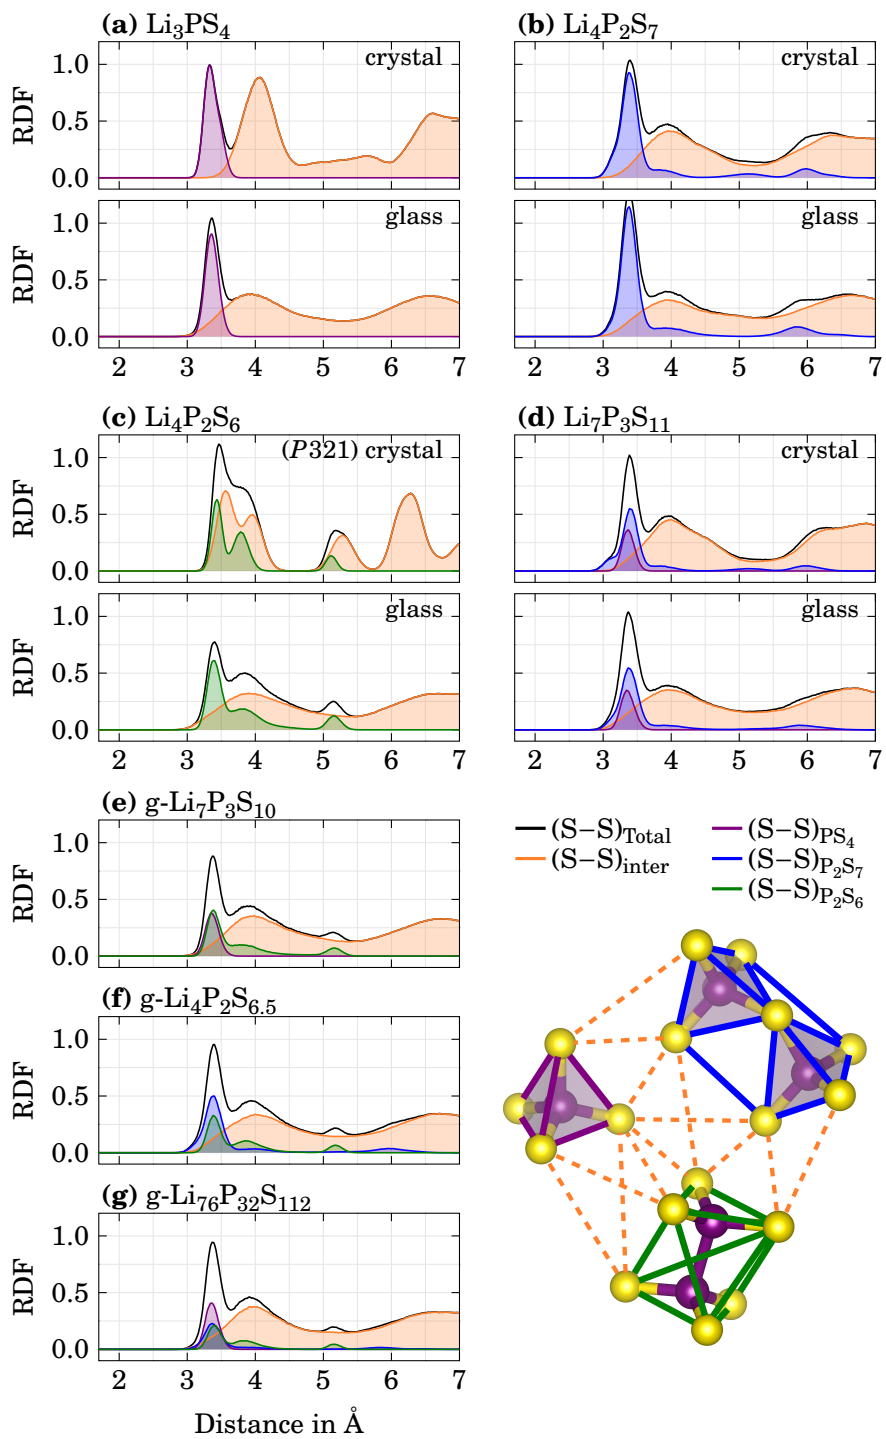 (a) Li₃PS₄
crystal
RDF
1.0
0.5
0.0
glass
RDF
1.0
0.5
0.0
2 3 4 5 6 7
(b) Li₄P₂S₇
crystal
glass
2 3 4 5 6 7
(c) Li₄P₂S₆
(P321) crystal
RDF
1.0
0.5
0.0
glass
RDF
1.0
0.5
0.0
2 3 4 5 6 7
(d) Li₇P₃S₁₁
crystal
glass
2 3 4 5 6 7
(e) g-Li₇P₃S₁₀
RDF
1.0
0.5
0.0
(f) g-Li₄P₂S₆.₅
RDF
1.0
0.5
0.0
(g) g-Li₇₆P₃₂S₁₁₂
RDF
1.0
0.5
0.0
2 3 4 5 6 7
Distance in Å
(S−S)Total
(S−S)inter
(S−S)PS₄
(S−S)P₂S₇
(S−S)P₂S₆